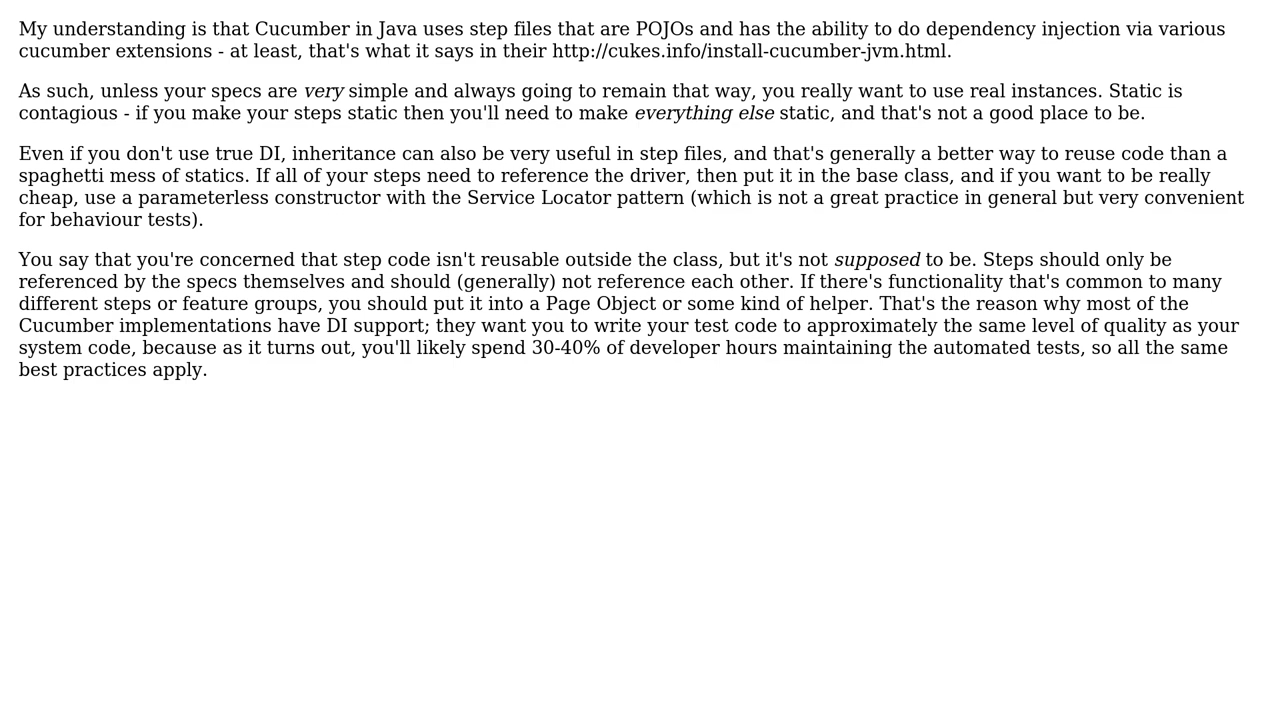 My understanding is that Cucumber in Java uses step files that are POJOs and has the ability to do dependency injection via various
cucumber extensions - at least, that's what it says in their http://cukes.info/install-cucumber-jvm.html.
As such, unless your specs are very simple and always going to remain that way, you really want to use real instances. Static is
contagious - if you make your steps static then you'll need to make everything else static, and that's not a good place to be.
Even if you don't use true DI, inheritance can also be very useful in step files, and that's generally a better way to reuse code than a
spaghetti mess of statics. If all of your steps need to reference the driver, then put it in the base class, and if you want to be really
cheap, use a parameterless constructor with the Service Locator pattern (which is not a great practice in general but very convenient
for behaviour tests).
You say that you're concerned that step code isn't reusable outside the class, but it's not supposed to be. Steps should only be
referenced by the specs themselves and should (generally) not reference each other. If there's functionality that's common to many
different steps or feature groups, you should put it into a Page Object or some kind of helper. That's the reason why most of the
Cucumber implementations have DI support; they want you to write your test code to approximately the same level of quality as your
system code, because as it turns out, you'll likely spend 30-40% of developer hours maintaining the automated tests, so all the same
best practices apply.